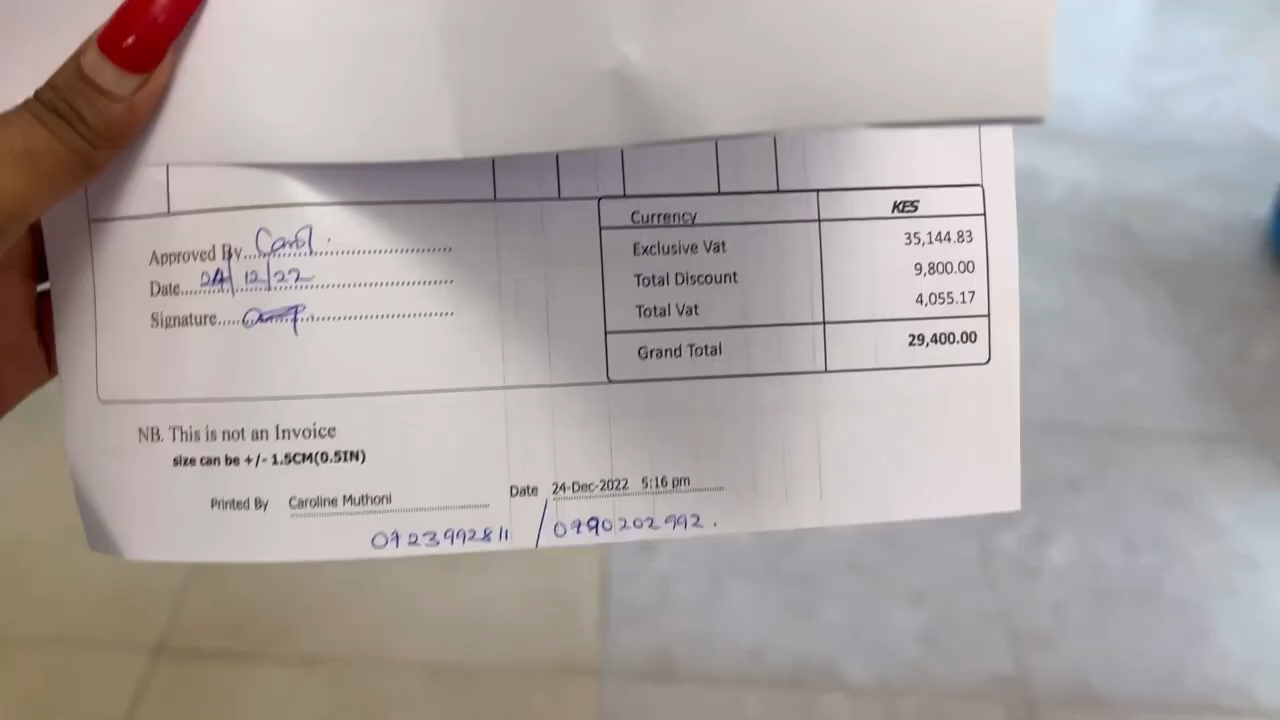 Currency KES
Exclusive Vat 35,144.83
Total Discount 9,800.00
Total Vat 4,055.17
Grand Total 29,400.00
Approved By....Carol.....................
Date....24/12/22.....................
Signature.........................
NB. This is not an Invoice
size can be +/- 1.5CM(0.5IN)
Printed By Caroline Muthoni Date 24-Dec-2022 5:16 pm
0723992811 / 0790202992.